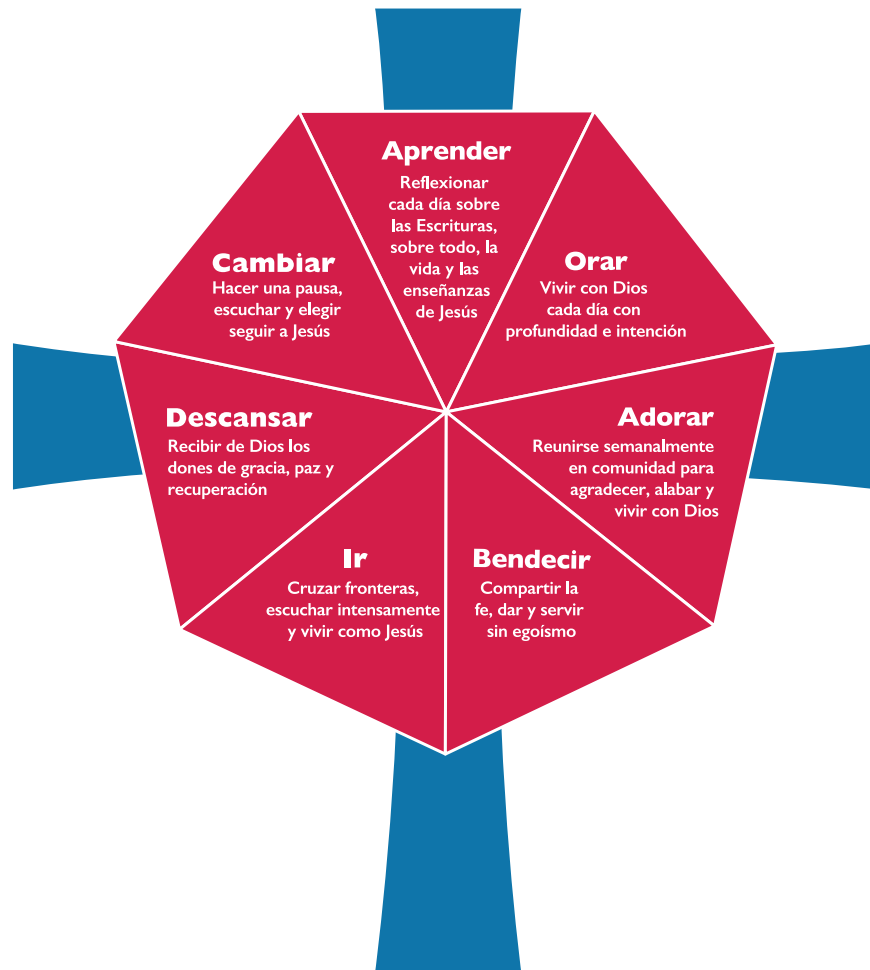 Aprender
Reflexionar
cada día sobre
las Escrituras,
sobre todo, la
vida y las
enseñanzas
de Jesús
Orar
Vivir con Dios
cada día con
profundidad e intención
Adorar
Reunirse semanalmente
en comunidad para
agradecer, alabar y
vivir con Dios
Bendecir
Compartir la
fe, dar y servir
sin egoísmo
Ir
Cruzar fronteras,
escuchar intensamente
y vivir como Jesús
Descansar
Recibir de Dios los
dones de gracia, paz y
recuperación
Cambiar
Hacer una pausa,
escuchar y elegir
seguir a Jesús